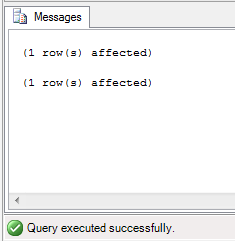 Messages
(1 row(s) affected)
(1 row(s) affected)
Query executed successfully.